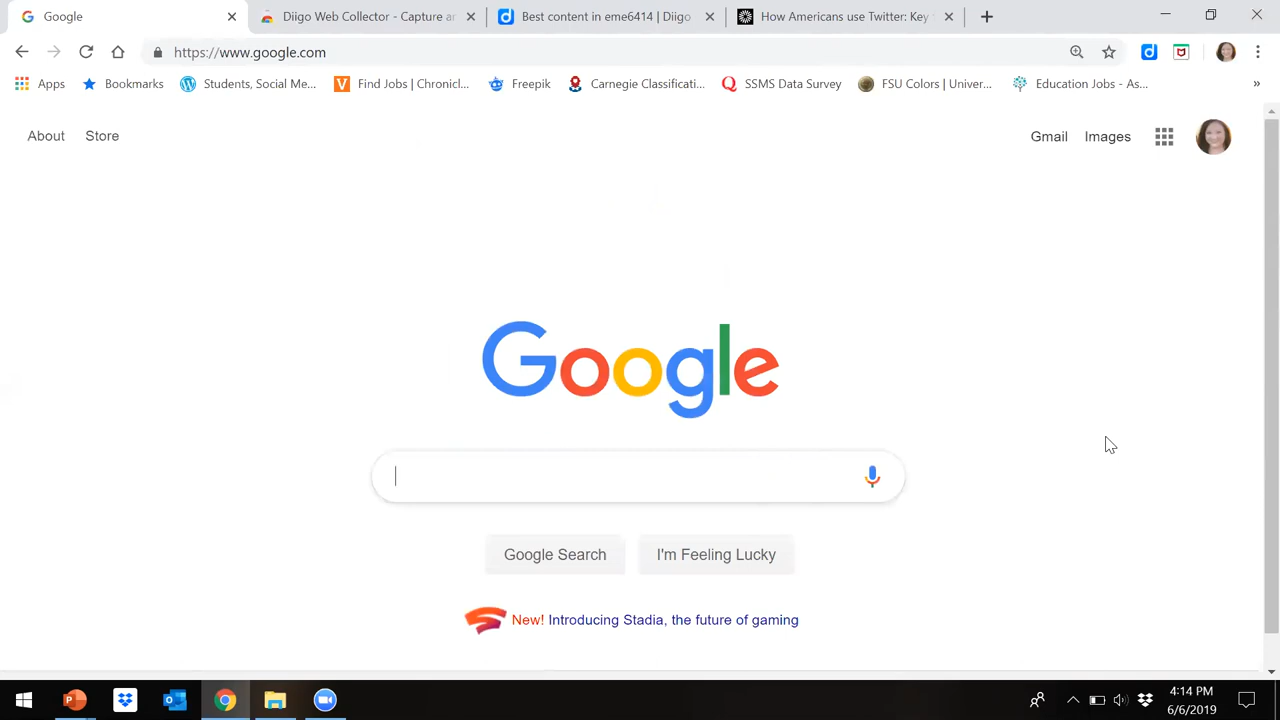 Google
Diigo Web Collector - Capture an
Best content in eme6414 | Diigo
How Americans use Twitter: Key
https://www.google.com
Apps
Bookmarks
Students, Social Me...
Find Jobs | Chronicl...
Freepik
Carnegie Classificati...
SSMS Data Survey
FSU Colors | Univer...
Education Jobs - As...
»
About
Store
Gmail
Images
Google
Google Search
I'm Feeling Lucky
New! Introducing Stadia, the future of gaming
4:14 PM
6/6/2019